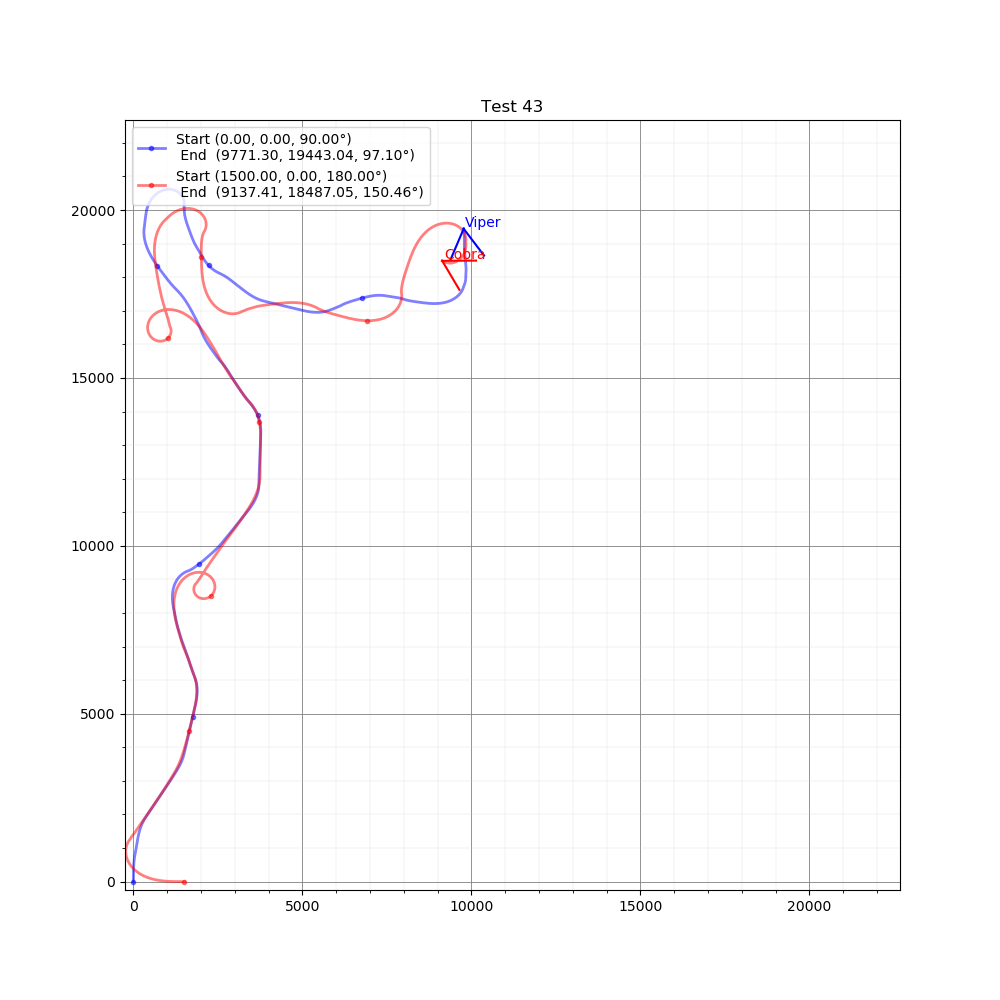 Test 43
Start (0.00, 0.00, 90.00°)
End (9771.30, 19443.04, 97.10°)
Start (1500.00, 0.00, 180.00°)
End (9137.41, 18487.05, 150.46°)
Viper
Cobra
20000
15000
10000
5000
0
0 5000 10000 15000 20000